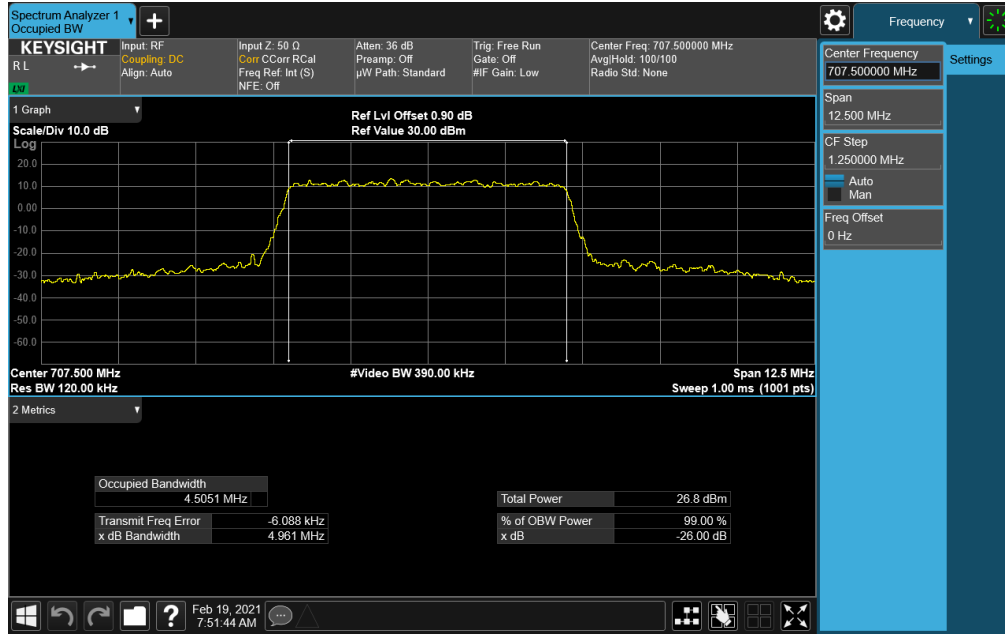 Spectrum Analyzer 1
Occupied BW
▼
+
Frequency
▼
KEYSIGHT
R L
LXI
Input: RF
Coupling: DC
Align: Auto
Input Z: 50 Ω
Corr CCorr RCal
Freq Ref: Int (S)
NFE: Off
Atten: 36 dB
Preamp: Off
µW Path: Standard
Trig: Free Run
Gate: Off
#IF Gain: Low
Center Freq: 707.500000 MHz
Avg|Hold: 100/100
Radio Std: None
Center Frequency
707.500000 MHz
Settings
Span
12.500 MHz
CF Step
1.250000 MHz
Auto
Man
Freq Offset
0 Hz
1 Graph
▼
Scale/Div 10.0 dB
Ref Lvl Offset 0.90 dB
Ref Value 30.00 dBm
Log
20.0
10.0
0.00
-10.0
-20.0
-30.0
-40.0
-50.0
-60.0
Center 707.500 MHz
#Video BW 390.00 kHz
Span 12.5 MHz
Res BW 120.00 kHz
Sweep 1.00 ms (1001 pts)
2 Metrics
▼
Occupied Bandwidth
4.5051 MHz
Total Power 26.8 dBm
Transmit Freq Error -6.088 kHz
% of OBW Power 99.00 %
x dB Bandwidth 4.961 MHz
x dB -26.00 dB
?
Feb 19, 2021
7:51:44 AM